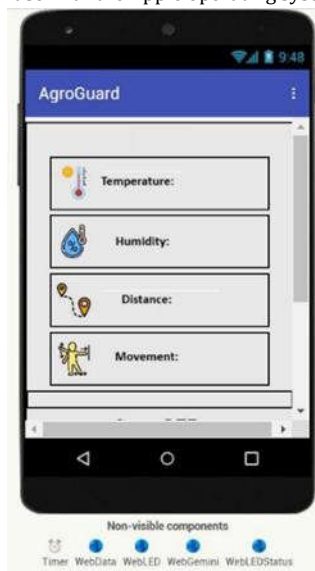 9:48
AgroGuard
Temperature:
%
Humidity:
Distance:
Movement:
Non-visible components
Timer WebData WebLED WebGemini WebLEDStatus